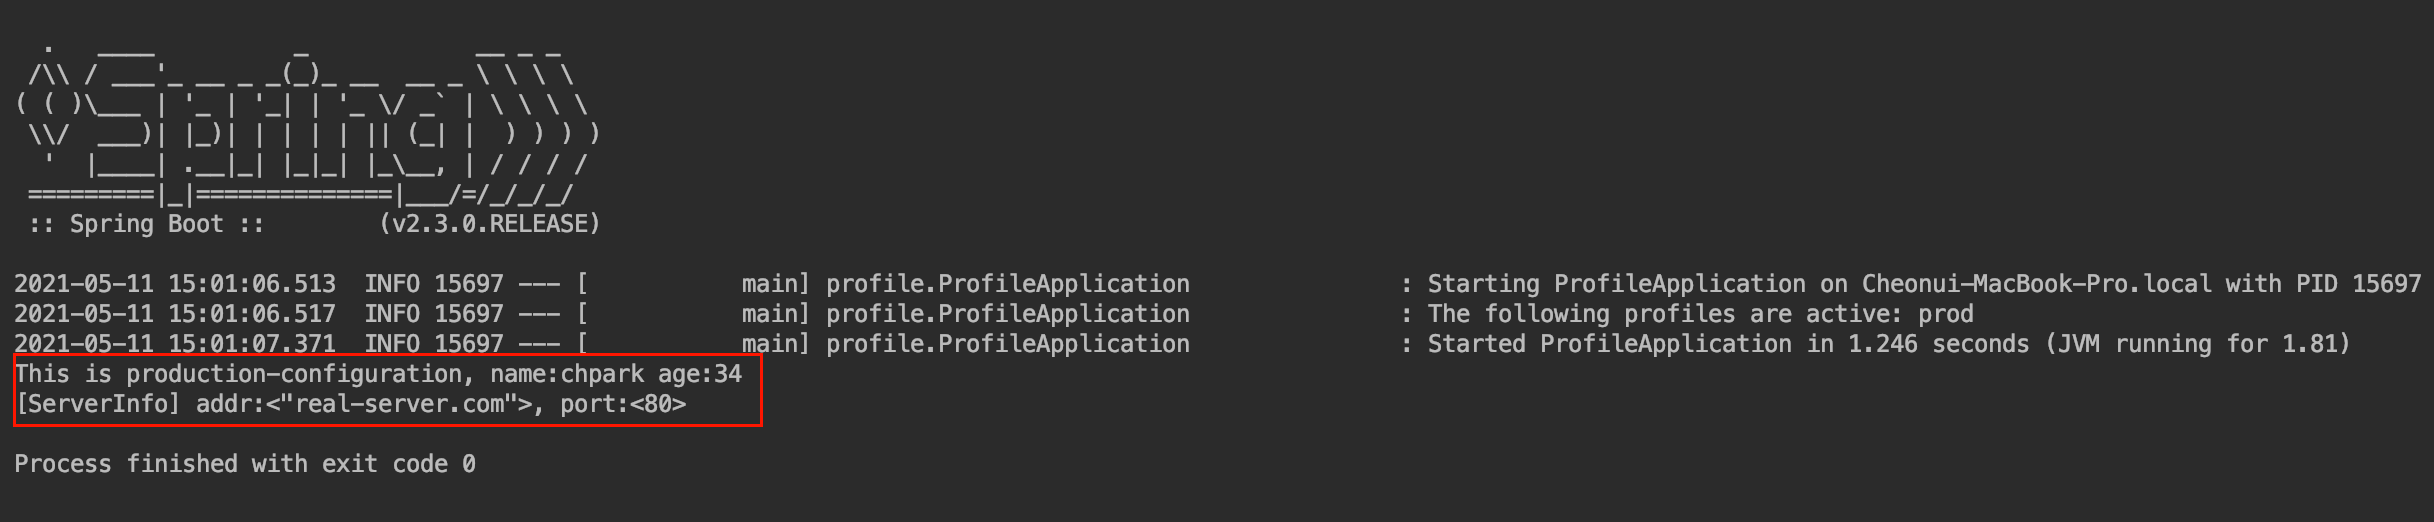 .   ____          _            __ _ _
 /\\ / ___'_ __ _ _(_)_ __  __ _ \ \ \ \
( ( )\___ | '_ | '_| | '_ \/ _` | \ \ \ \
 \\/  ___)| |_)| | | | | || (_| |  ) ) ) )
  '  |____| .__|_| |_|_| |_\__, | / / / /
 =========|_|==============|___/=/_/_/_/
 :: Spring Boot ::        (v2.3.0.RELEASE)
2021-05-11 15:01:06.513  INFO 15697 --- [           main] profile.ProfileApplication               : Starting ProfileApplication on Cheonui-MacBook-Pro.local with PID 15697
2021-05-11 15:01:06.517  INFO 15697 --- [           main] profile.ProfileApplication               : The following profiles are active: prod
2021-05-11 15:01:07.371  INFO 15697 --- [           main] profile.ProfileApplication               : Started ProfileApplication in 1.246 seconds (JVM running for 1.81)
This is production-configuration, name:chpark age:34
[ServerInfo] addr:<"real-server.com">, port:<80>
Process finished with exit code 0